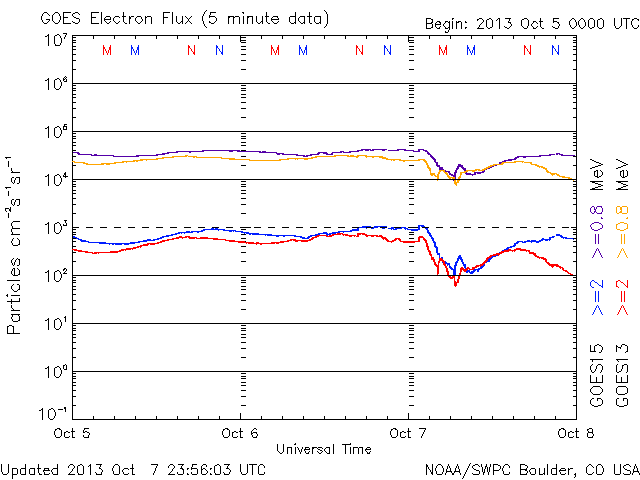 GOES Electron Flux (5 minute data)
Begin: 2013 Oct 5 0000 UTC
M M N N M M N N M M N N
10⁷
10⁶
10⁵
10⁴
10³
10²
10¹
10⁰
10⁻¹
Particles cm⁻²s⁻¹sr⁻¹
Oct 5 Oct 6 Oct 7 Oct 8
Universal Time
GOES15 >=2 >=0.8 MeV
GOES13 >=2 >=0.8 MeV
Updated 2013 Oct 7 23:56:03 UTC
NOAA/SWPC Boulder, CO USA